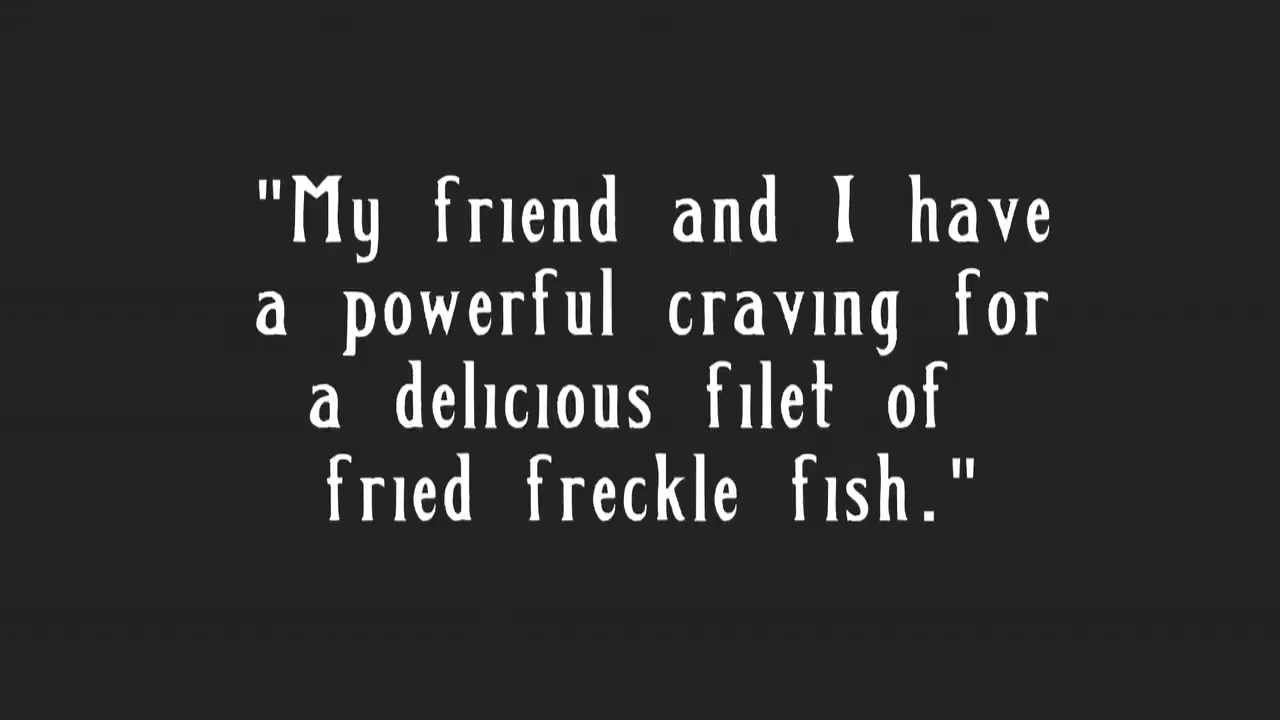 "My friend and I have
a powerful craving for
a delicious filet of
fried freckle fish."